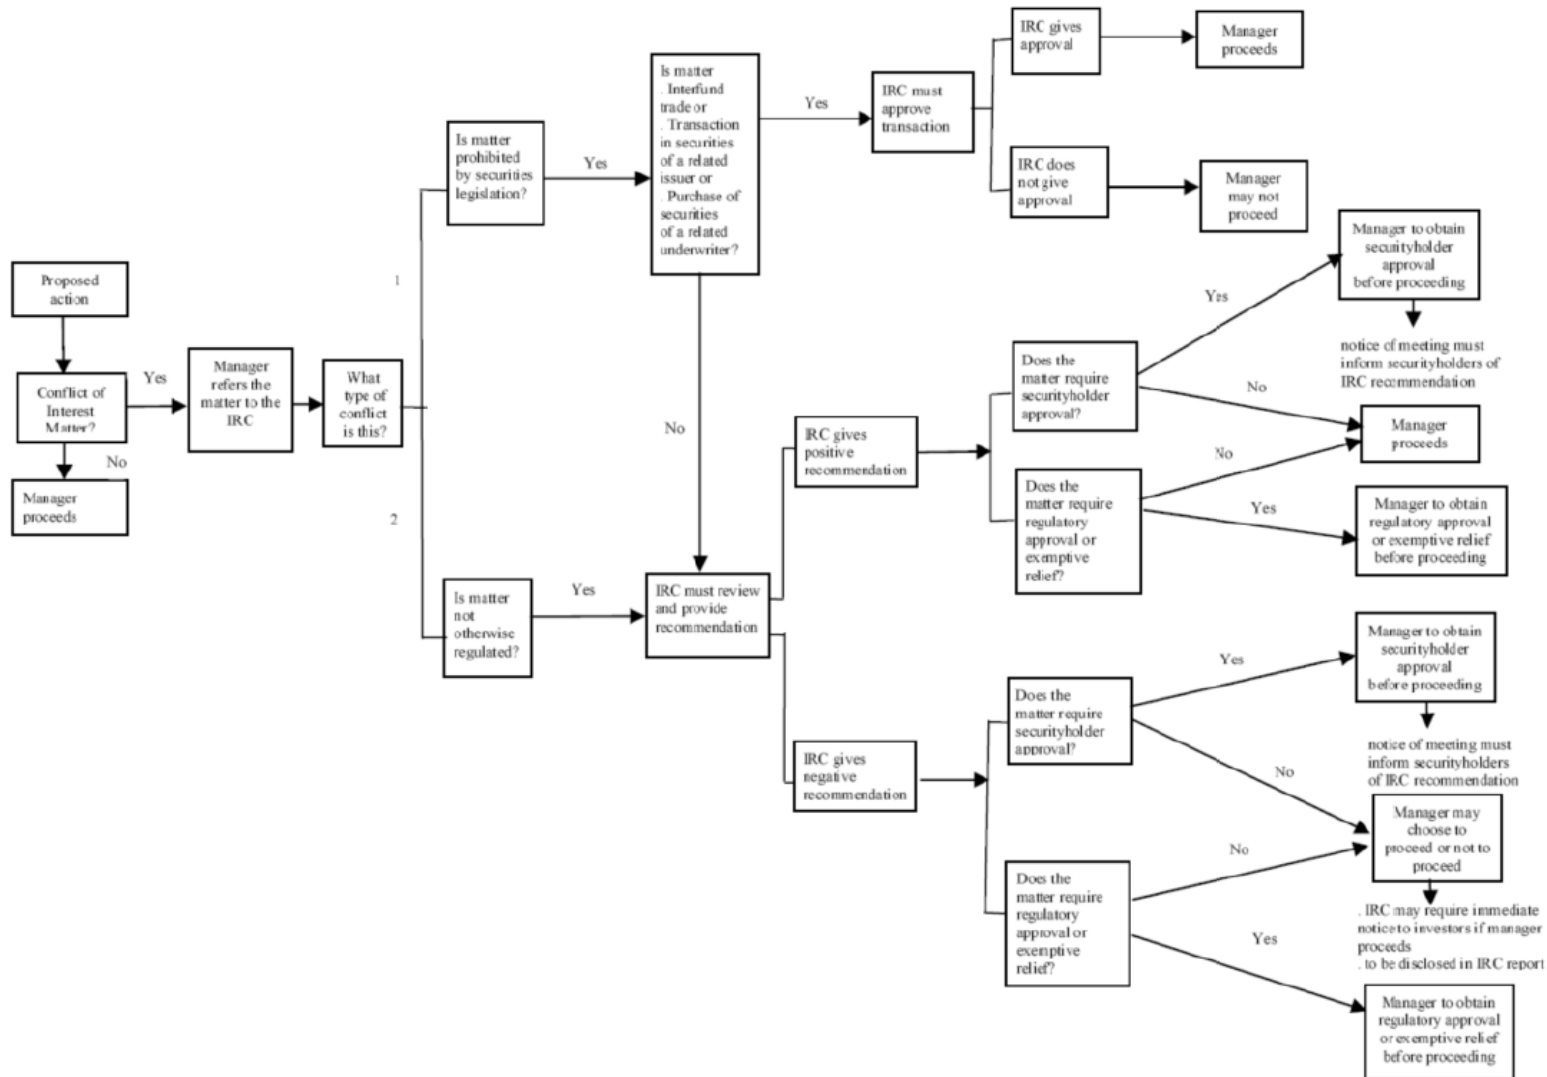 Proposed
action
Conflict of
Interest
Matter?
Yes
No
Manager
proceeds
Manager
refers the
matter to the
IRC
What
type of
conflict
is this?
1
2
Is matter
prohibited
by securities
legislation?
Yes
Is matter
. Interfund
trade or
. Transaction
in securities
of a related
issuer or
. Purchase of
securities
of a related
underwriter?
Yes
No
IRC must
approve
transaction
IRC gives
approval
Manager
proceeds
IRC does
not give
approval
Manager
may not
proceed
Is matter
not
otherwise
regulated?
Yes
IRC must review
and provide
recommendation
IRC gives
positive
recommendation
Does the
matter require
securityholder
approval?
Yes
No
Manager to obtain
securityholder
approval
before proceeding
notice of meeting must
inform securityholders of
IRC recommendation
Manager
proceeds
Does the
matter require
regulatory
approval or
exemptive
relief?
No
Yes
Manager to obtain
regulatory approval
or exemptive relief
before proceeding
IRC gives
negative
recommendation
Does the
matter require
securityholder
approval?
Yes
No
Manager to obtain
securityholder
approval
before proceeding
notice of meeting must
inform securityholders
of IRC recommendation
Manager may
choose to
proceed or not to
proceed
. IRC may require immediate
notice to investors if manager
proceeds
. to be disclosed in IRC report
Does the
matter require
regulatory
approval or
exemptive
relief?
No
Yes
Manager to obtain
regulatory approval
or exemptive relief
before proceeding